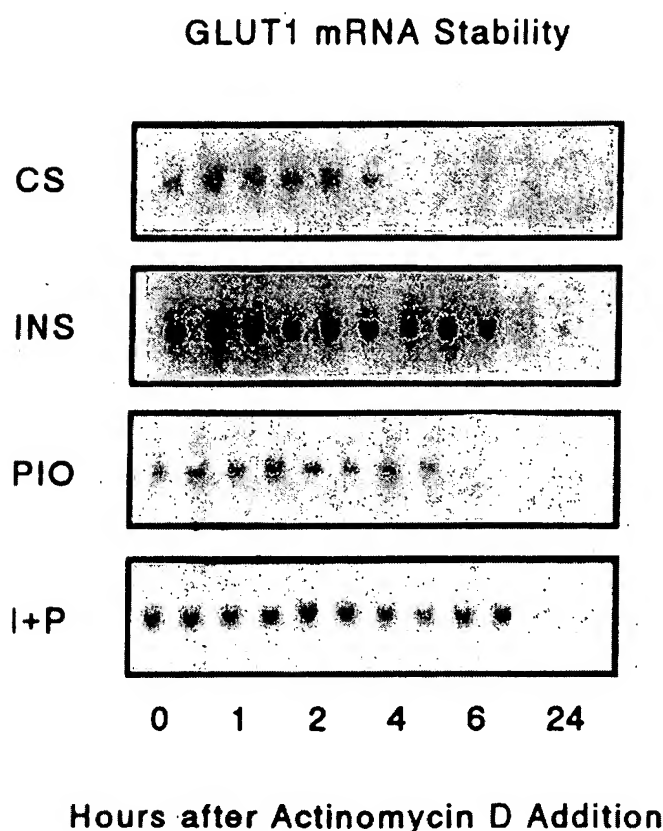 GLUT1 mRNA Stability
CS
INS
PIO
I+P
0 1 2 4 6 24
Hours after Actinomycin D Addition